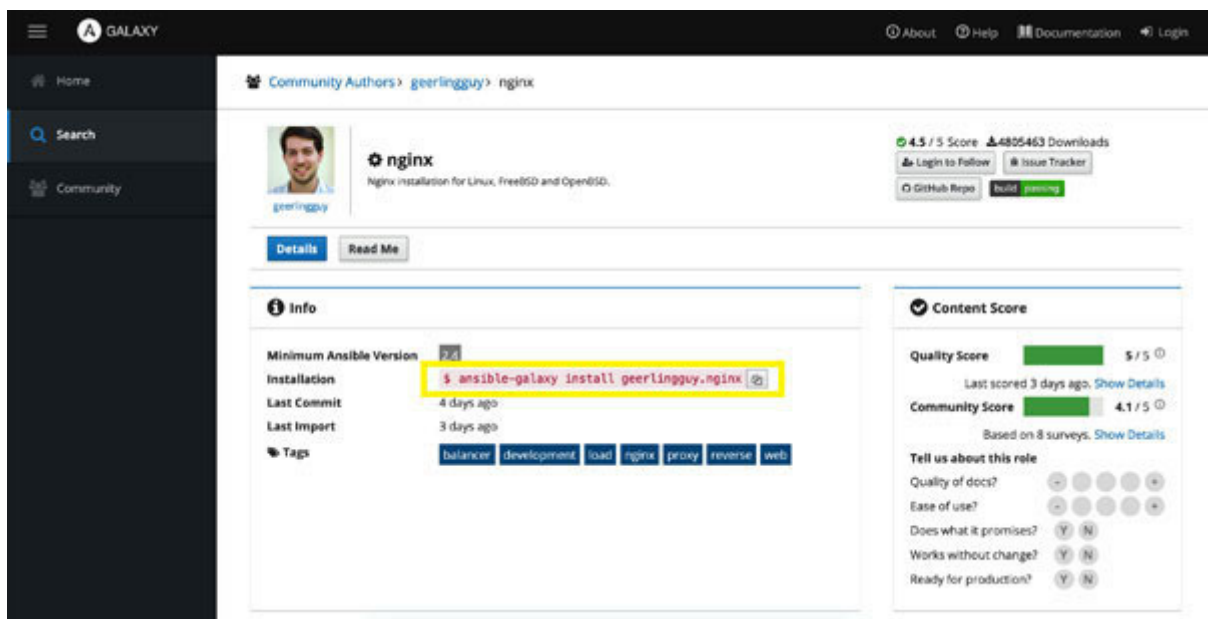 GALAXY
About Help Documentation Login
Home
Search
Community
Community Authors> geerlingguy> nginx
geerlingguy
nginx
Nginx installation for Linux, FreeBSD and OpenBSD.
4.5 / 5 Score 4805463 Downloads
Login to Follow Issue Tracker
GitHub Repo build passing
Details Read Me
Info
Minimum Ansible Version 2.4
Installation $ ansible-galaxy install geerlingguy.nginx
Last Commit 4 days ago
Last Import 3 days ago
Tags balancer development load nginx proxy reverse web
Content Score
Quality Score 5 / 5
Last scored 3 days ago. Show Details
Community Score 4.1 / 5
Based on 8 surveys. Show Details
Tell us about this role
Quality of docs? - +
Ease of use? - +
Does what it promises? Y N
Works without change? Y N
Ready for production? Y N